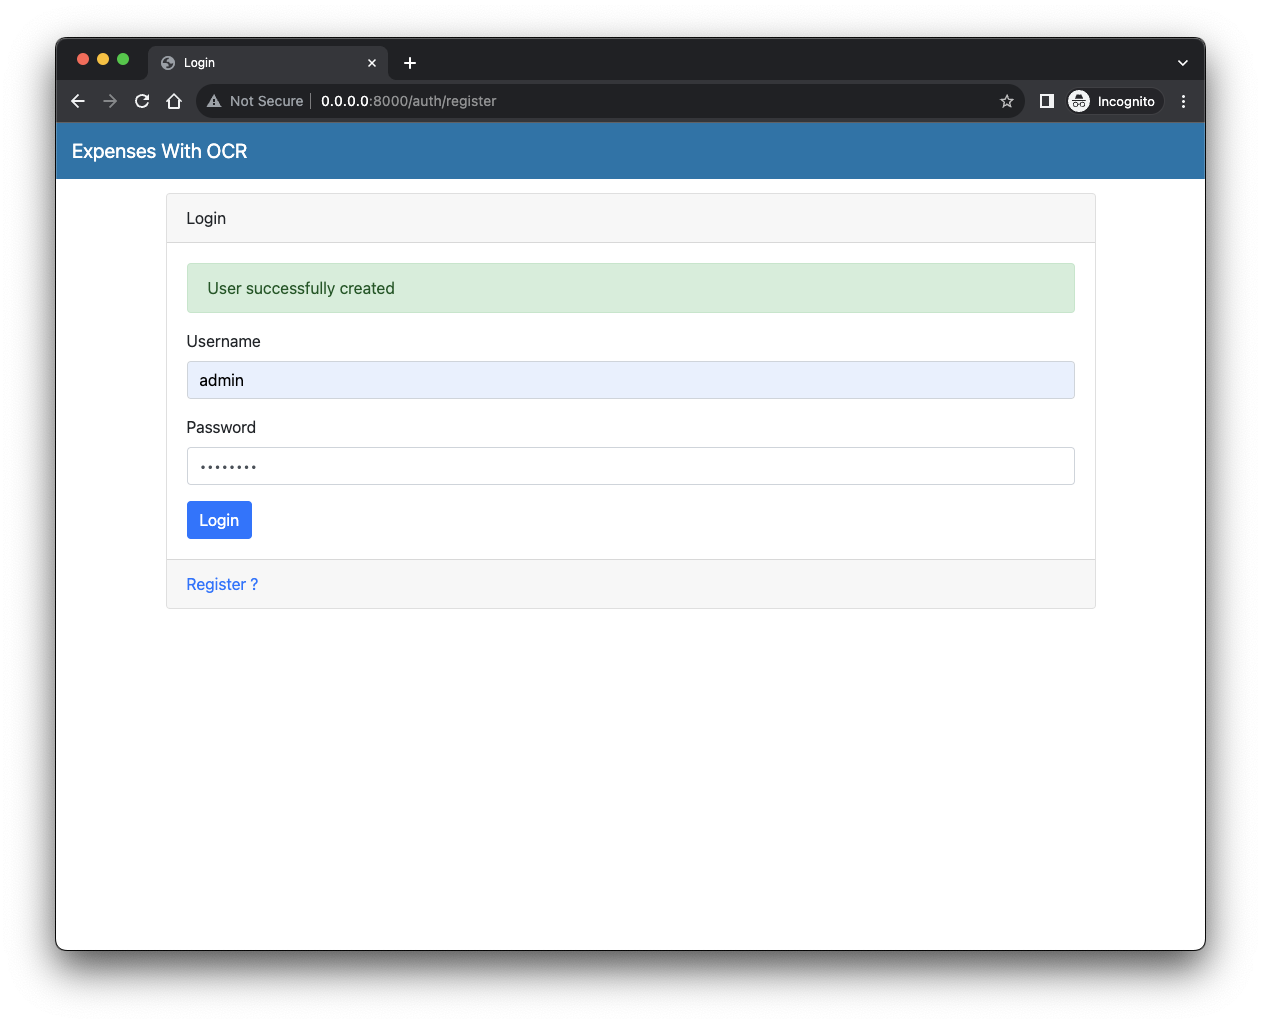 Login
Not Secure 0.0.0.0:8000/auth/register Incognito
Expenses With OCR
Login
User successfully created
Username
admin
Password
••••••••
Login
Register ?